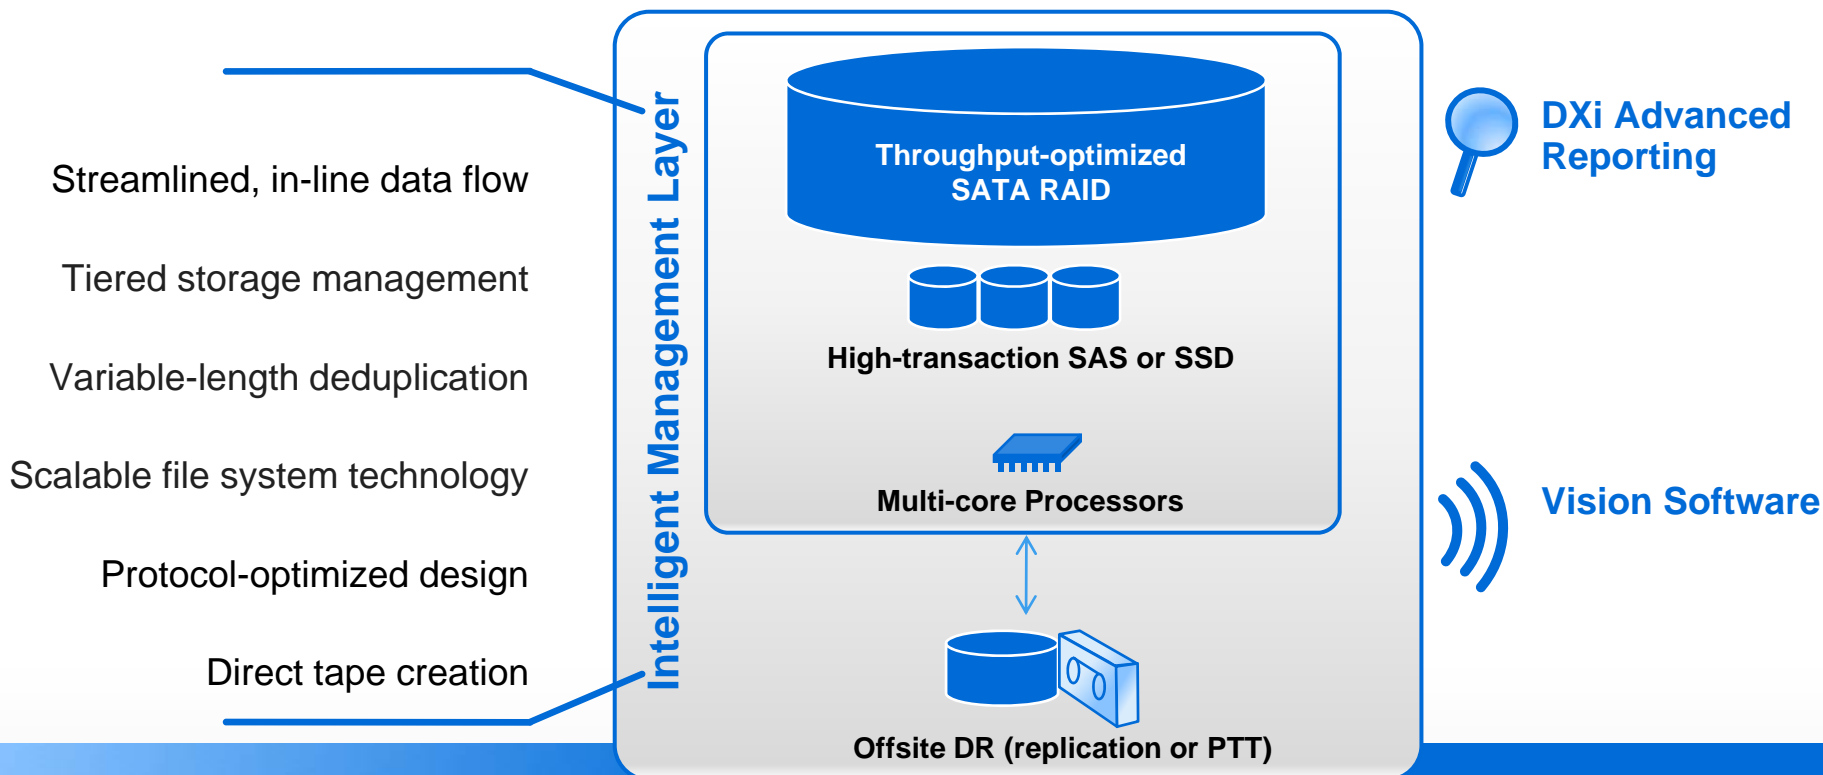 Streamlined, in-line data flow
Tiered storage management
Variable-length deduplication
Scalable file system technology
Protocol-optimized design
Direct tape creation
Intelligent Management Layer
Throughput-optimized
SATA RAID
High-transaction SAS or SSD
Multi-core Processors
Offsite DR (replication or PTT)
DXi Advanced
Reporting
Vision Software